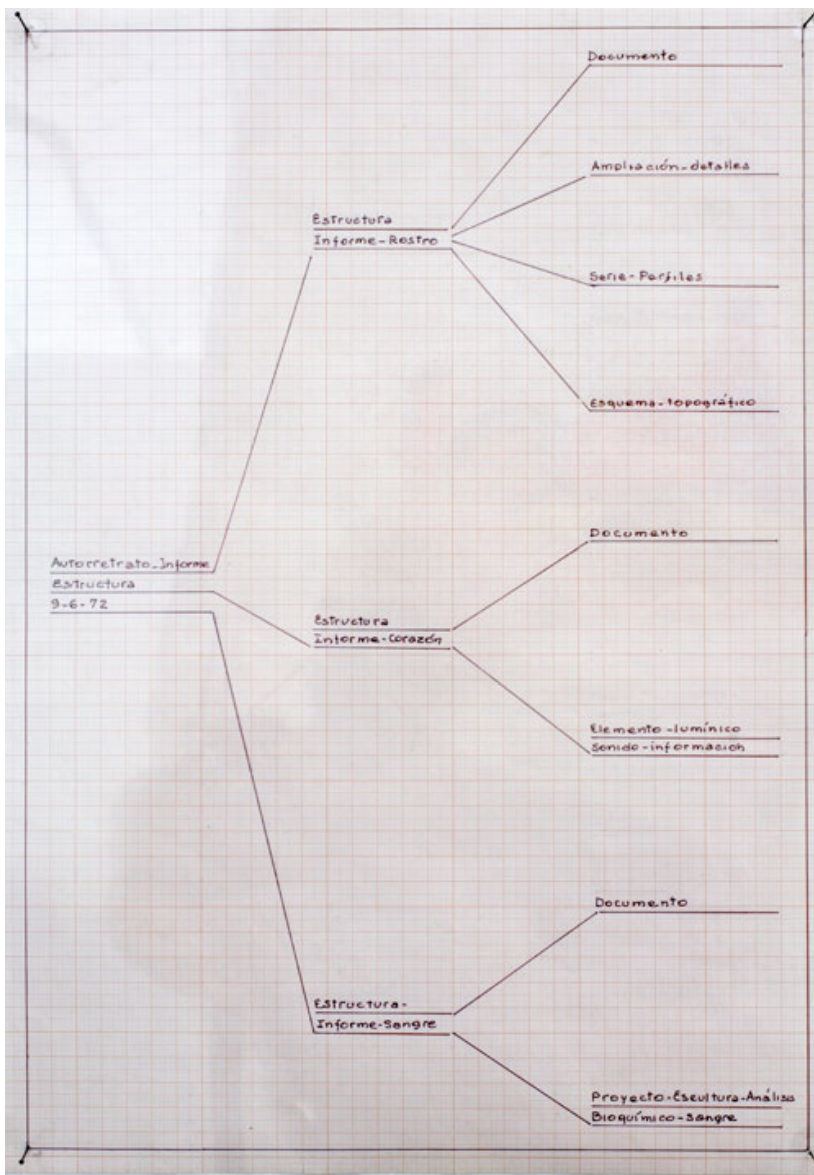 Documento
Ampliación-detalles
Estructura
Informe-Rostro
Serie-Perfiles
Esquema-topográfico
Autorretrato-Informe
Estructura
9-6-72
Documento
Estructura
Informe-Corazón
Elemento-lumínico
Sonido-información
Documento
Estructura-
Informe-Sangre
Proyecto-Escultura-Análisis
Bioquímico-Sangre